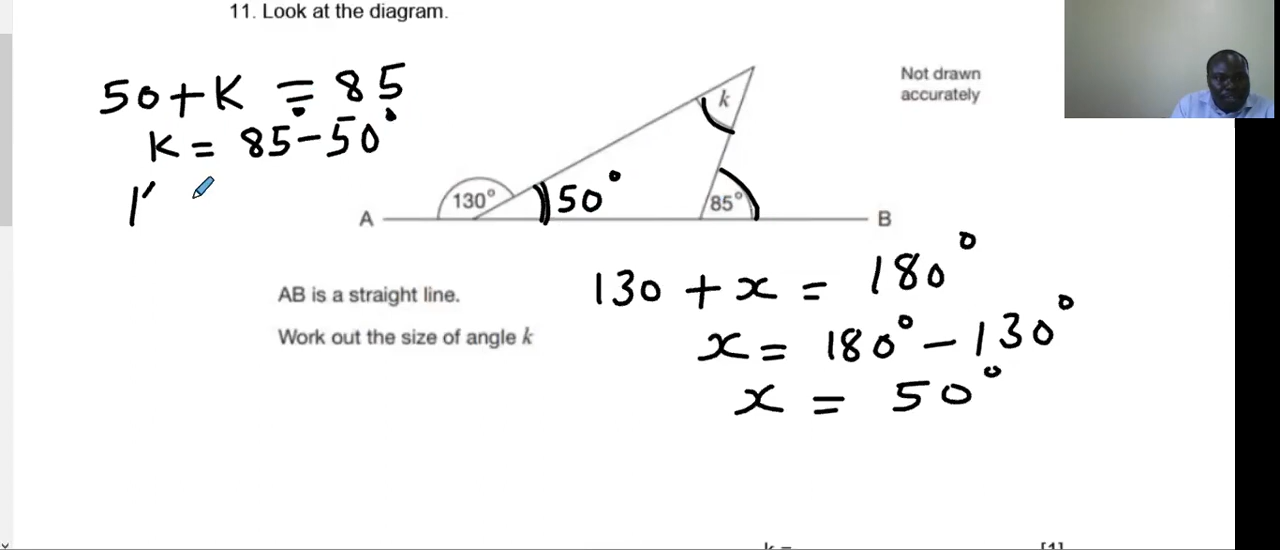 11. Look at the diagram.
50 + K = 85
K = 85 - 50°
k
Not drawn
accurately
130°
50°
85°
A
B
AB is a straight line.
Work out the size of angle k
130 + x = 180°
x = 180° - 130°
x = 50°